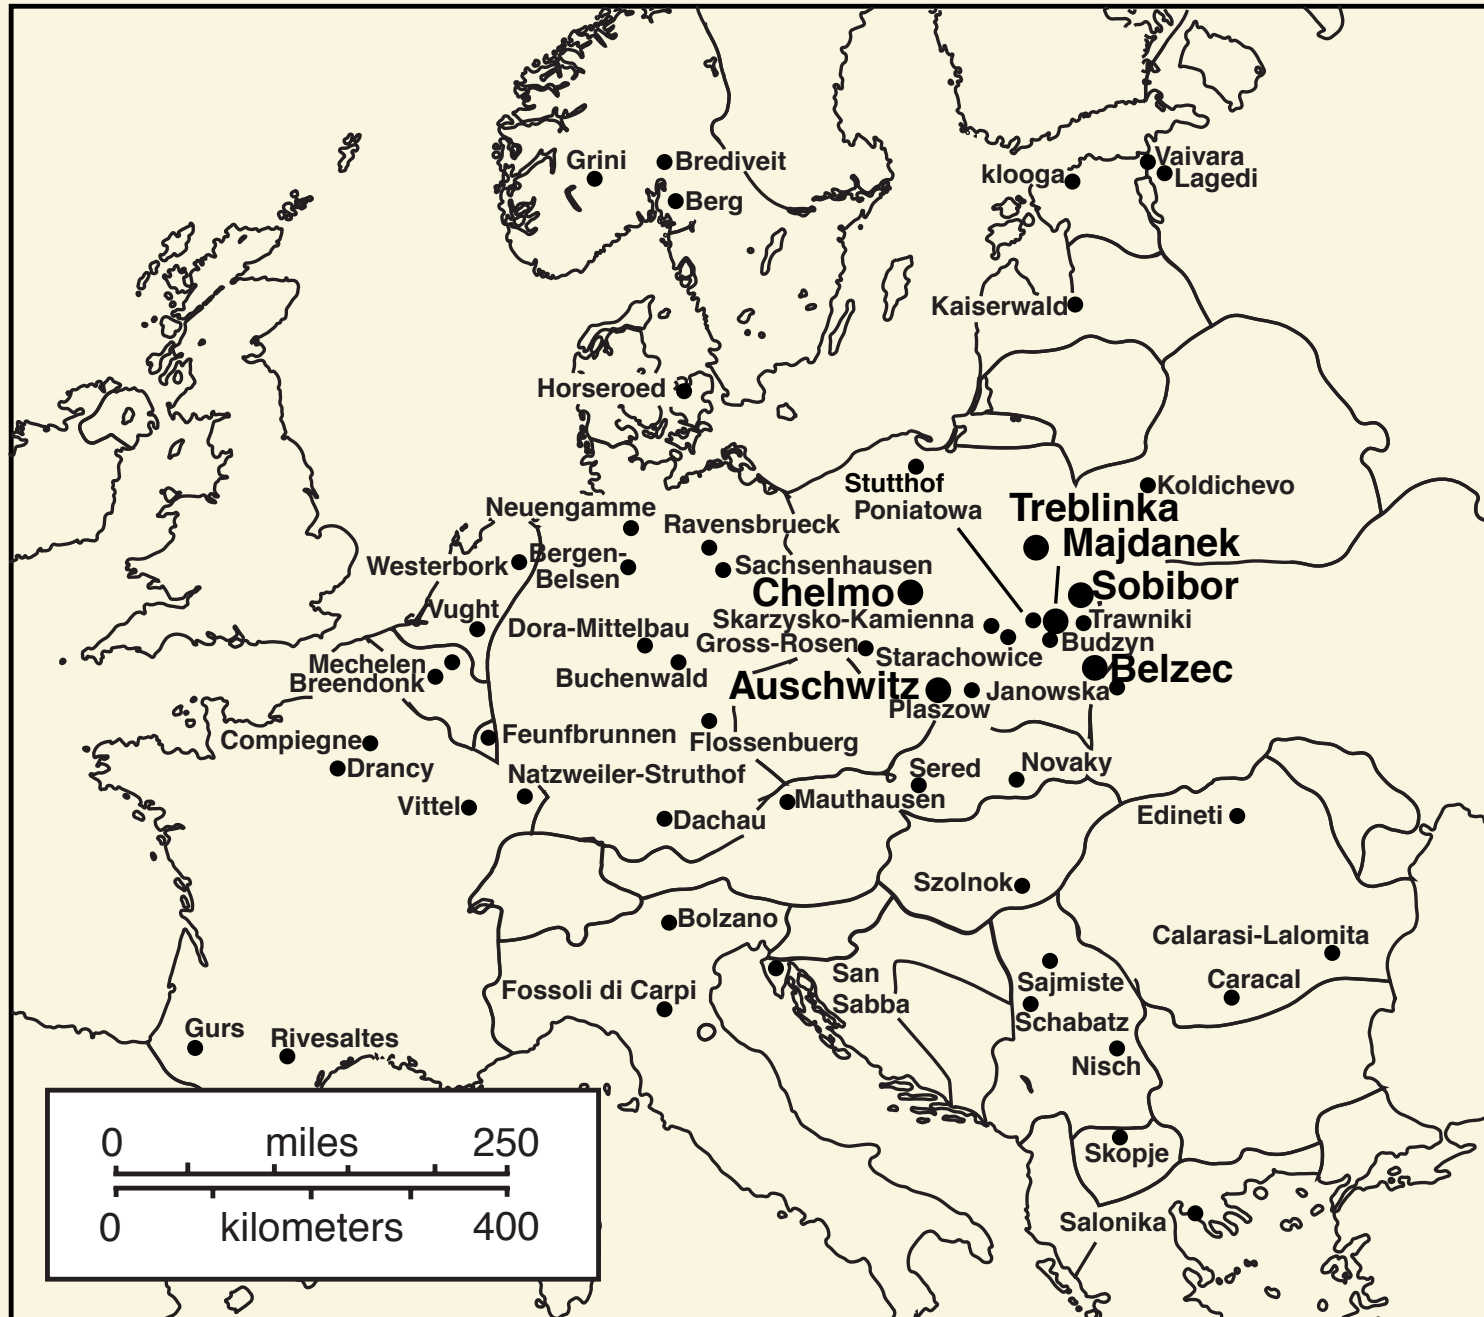 Grini
Brediveit
Berg
klooga
Vaivara
Lagedi
Kaiserwald
Horseroed
Stutthof
Poniatowa
Koldichevo
Treblinka
Majdanek
Neuengamme
Ravensbrueck
Westerbork
Bergen-
Belsen
Sachsenhausen
Chelmo
Sobibor
Vught
Dora-Mittelbau
Skarzysko-Kamienna
Trawniki
Gross-Rosen
Budzyn
Mechelen
Breendonk
Buchenwald
Starachowice
Belzec
Auschwitz
Janowska
Plaszow
Compiegne
Feunfbrunnen
Flossenbuerg
Drancy
Natzweiler-Struthof
Sered
Novaky
Vittel
Dachau
Mauthausen
Edineti
Szolnok
Bolzano
Calarasi-Lalomita
San
Sabba
Sajmiste
Caracal
Fossoli di Carpi
Schabatz
Gurs
Rivesaltes
Nisch
Skopje
Salonika
0 miles 250
0 kilometers 400